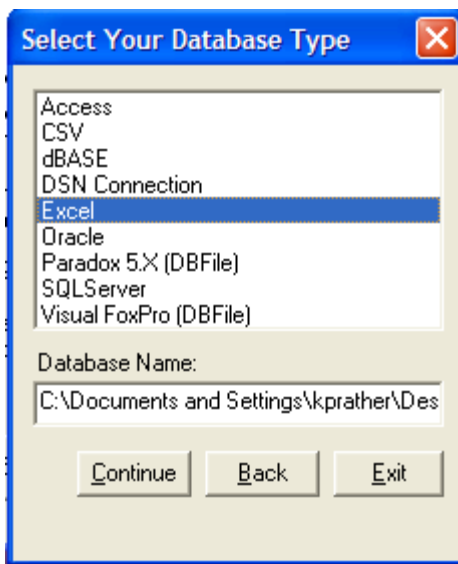 Select Your Database Type
Access
CSV
dBASE
DSN Connection
Excel
Oracle
Paradox 5.X (DBFile)
SQLServer
Visual FoxPro (DBFile)
Database Name:
C:\Documents and Settings\kprather\Des
Continue Back Exit